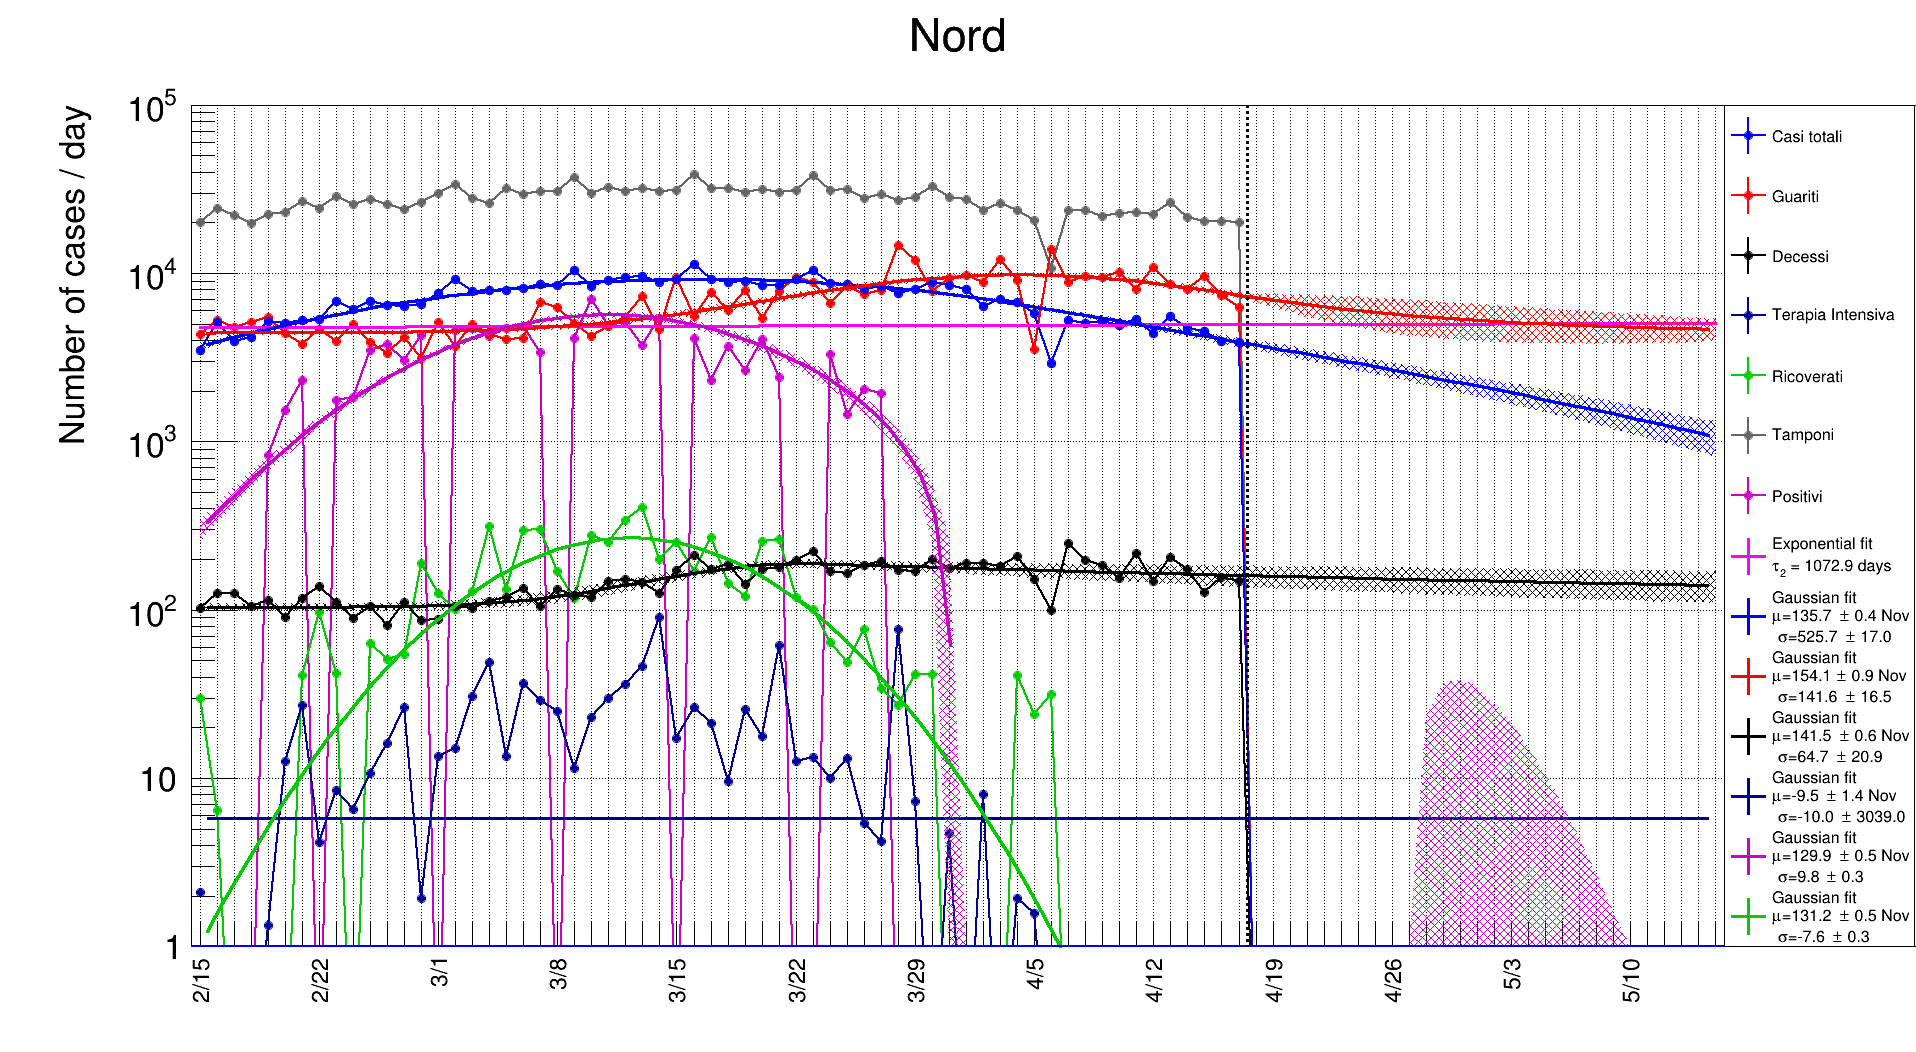 Nord
Number of cases / day
10^5
10^4
10^3
10^2
10
1
2/15
2/22
3/1
3/8
3/15
3/22
3/29
4/5
4/12
4/19
4/26
5/3
5/10
Casi totali
Guariti
Decessi
Terapia Intensiva
Ricoverati
Tamponi
Positivi
Exponential fit
τ₂ = 1072.9 days
Gaussian fit
μ=135.7 ± 0.4 Nov
σ=525.7 ± 17.0
Gaussian fit
μ=154.1 ± 0.9 Nov
σ=141.6 ± 16.5
Gaussian fit
μ=141.5 ± 0.6 Nov
σ=64.7 ± 20.9
Gaussian fit
μ=-9.5 ± 1.4 Nov
σ=-10.0 ± 3039.0
Gaussian fit
μ=129.9 ± 0.5 Nov
σ=9.8 ± 0.3
Gaussian fit
μ=131.2 ± 0.5 Nov
σ=-7.6 ± 0.3